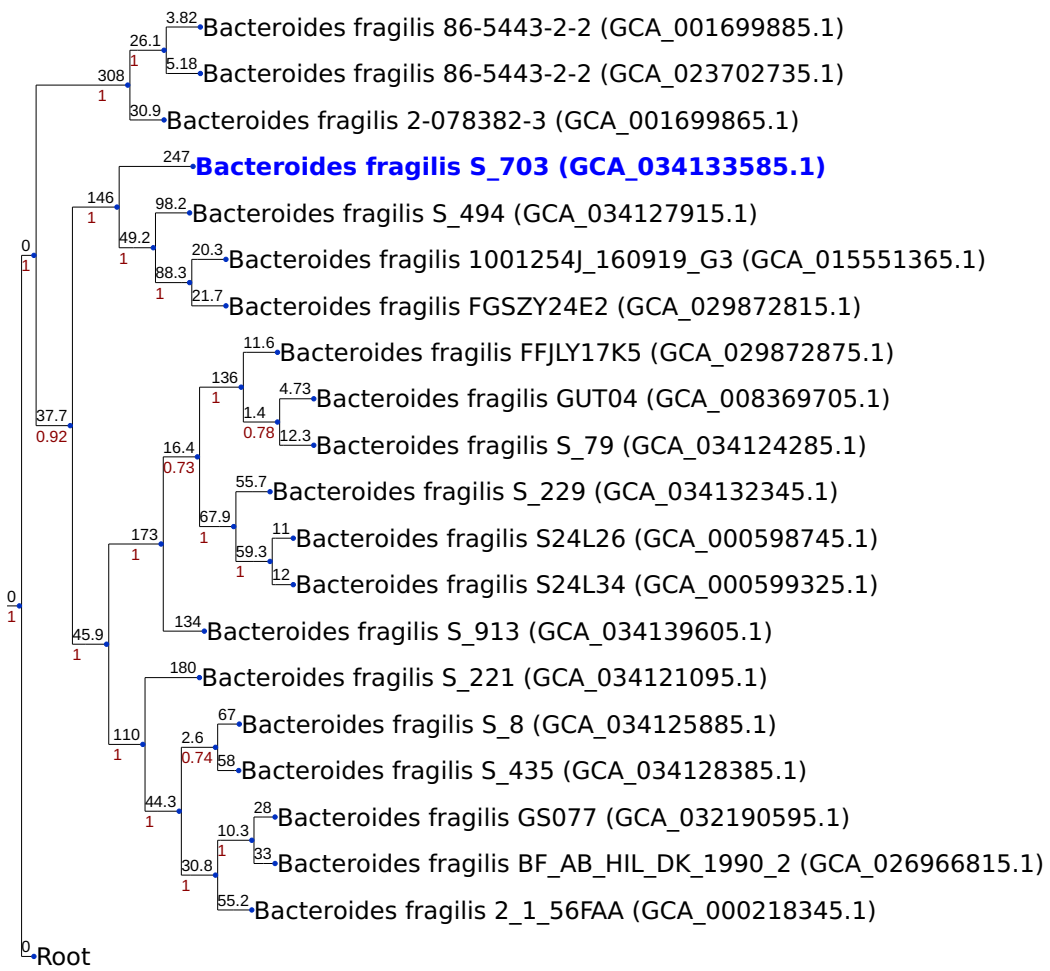 3.82 Bacteroides fragilis 86-5443-2-2 (GCA_001699885.1)
26.1
1
5.18 Bacteroides fragilis 86-5443-2-2 (GCA_023702735.1)
308
1
30.9 Bacteroides fragilis 2-078382-3 (GCA_001699865.1)
247 Bacteroides fragilis S_703 (GCA_034133585.1)
146
1
98.2 Bacteroides fragilis S_494 (GCA_034127915.1)
49.2
1
0
1
20.3 Bacteroides fragilis 1001254J_160919_G3 (GCA_015551365.1)
88.3
1
21.7 Bacteroides fragilis FGSZY24E2 (GCA_029872815.1)
11.6 Bacteroides fragilis FFJLY17K5 (GCA_029872875.1)
136
1
4.73 Bacteroides fragilis GUT04 (GCA_008369705.1)
1.4
0.78
37.7
0.92
12.3 Bacteroides fragilis S_79 (GCA_034124285.1)
16.4
0.73
55.7 Bacteroides fragilis S_229 (GCA_034132345.1)
67.9
1
11 Bacteroides fragilis S24L26 (GCA_000598745.1)
173
1
59.3
1
12 Bacteroides fragilis S24L34 (GCA_000599325.1)
0
1
134 Bacteroides fragilis S_913 (GCA_034139605.1)
45.9
1
180 Bacteroides fragilis S_221 (GCA_034121095.1)
67 Bacteroides fragilis S_8 (GCA_034125885.1)
110
1
2.6
0.74
58 Bacteroides fragilis S_435 (GCA_034128385.1)
44.3
1
28 Bacteroides fragilis GS077 (GCA_032190595.1)
10.3
1
33 Bacteroides fragilis BF_AB_HIL_DK_1990_2 (GCA_026966815.1)
30.8
1
55.2 Bacteroides fragilis 2_1_56FAA (GCA_000218345.1)
0 Root